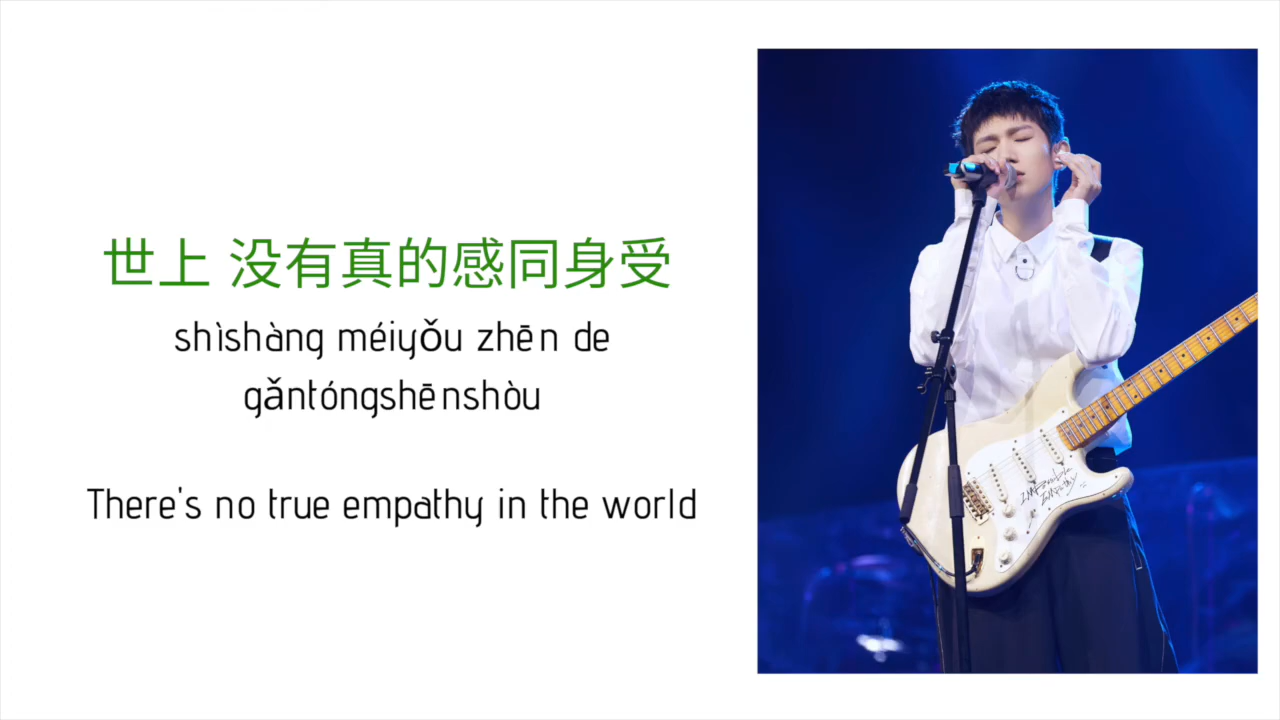 世上 没有真的感同身受
shìshàng méiyǒu zhēn de
gǎntóngshēnshòu
There's no true empathy in the world